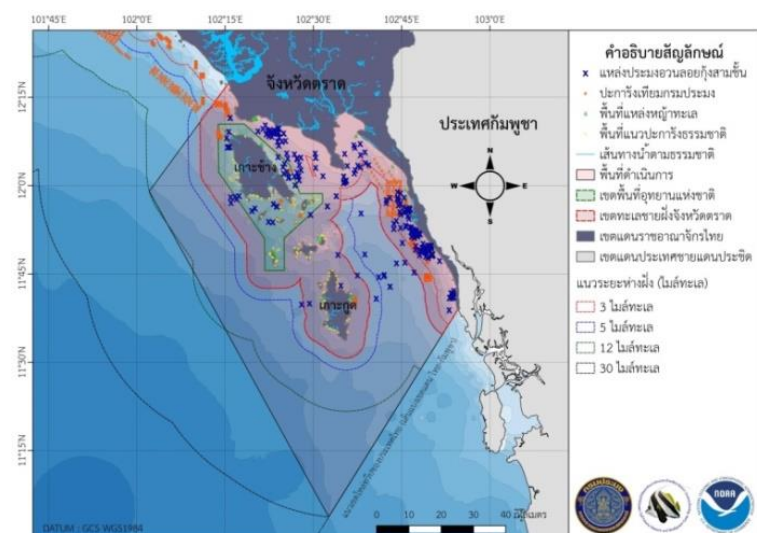 101°45'E 102°0'E 102°15'E 102°30'E 102°45'E 103°0'E
12°15'N
12°0'N
11°45'N
11°30'N
11°15'N
จังหวัดตราด
ประเทศกัมพูชา
เกาะช้าง
เกาะกูด
N
W E
S
DATUM : GCS WGS1984
0 10 20 30 40
คำอธิบายสัญลักษณ์
แหล่งประมงอวนลอยกุ้งสามชั้น
ปะการังเทียมกรมประมง
พื้นที่แหล่งหญ้าทะเล
พื้นที่แนวปะการังธรรมชาติ
เส้นทางน้ำตามธรรมชาติ
พื้นที่ดำเนินการ
เขตพื้นที่อุทยานแห่งชาติ
เขตทะเลชายฝั่งจังหวัดตราด
เขตแดนราชอาณาจักรไทย
เขตแดนประเทศชายแดนประชิด
แนวระยะห่างฝั่ง (ไมล์ทะเล)
3 ไมล์ทะเล
5 ไมล์ทะเล
12 ไมล์ทะเล
30 ไมล์ทะเล
กรมประมง
NOAA